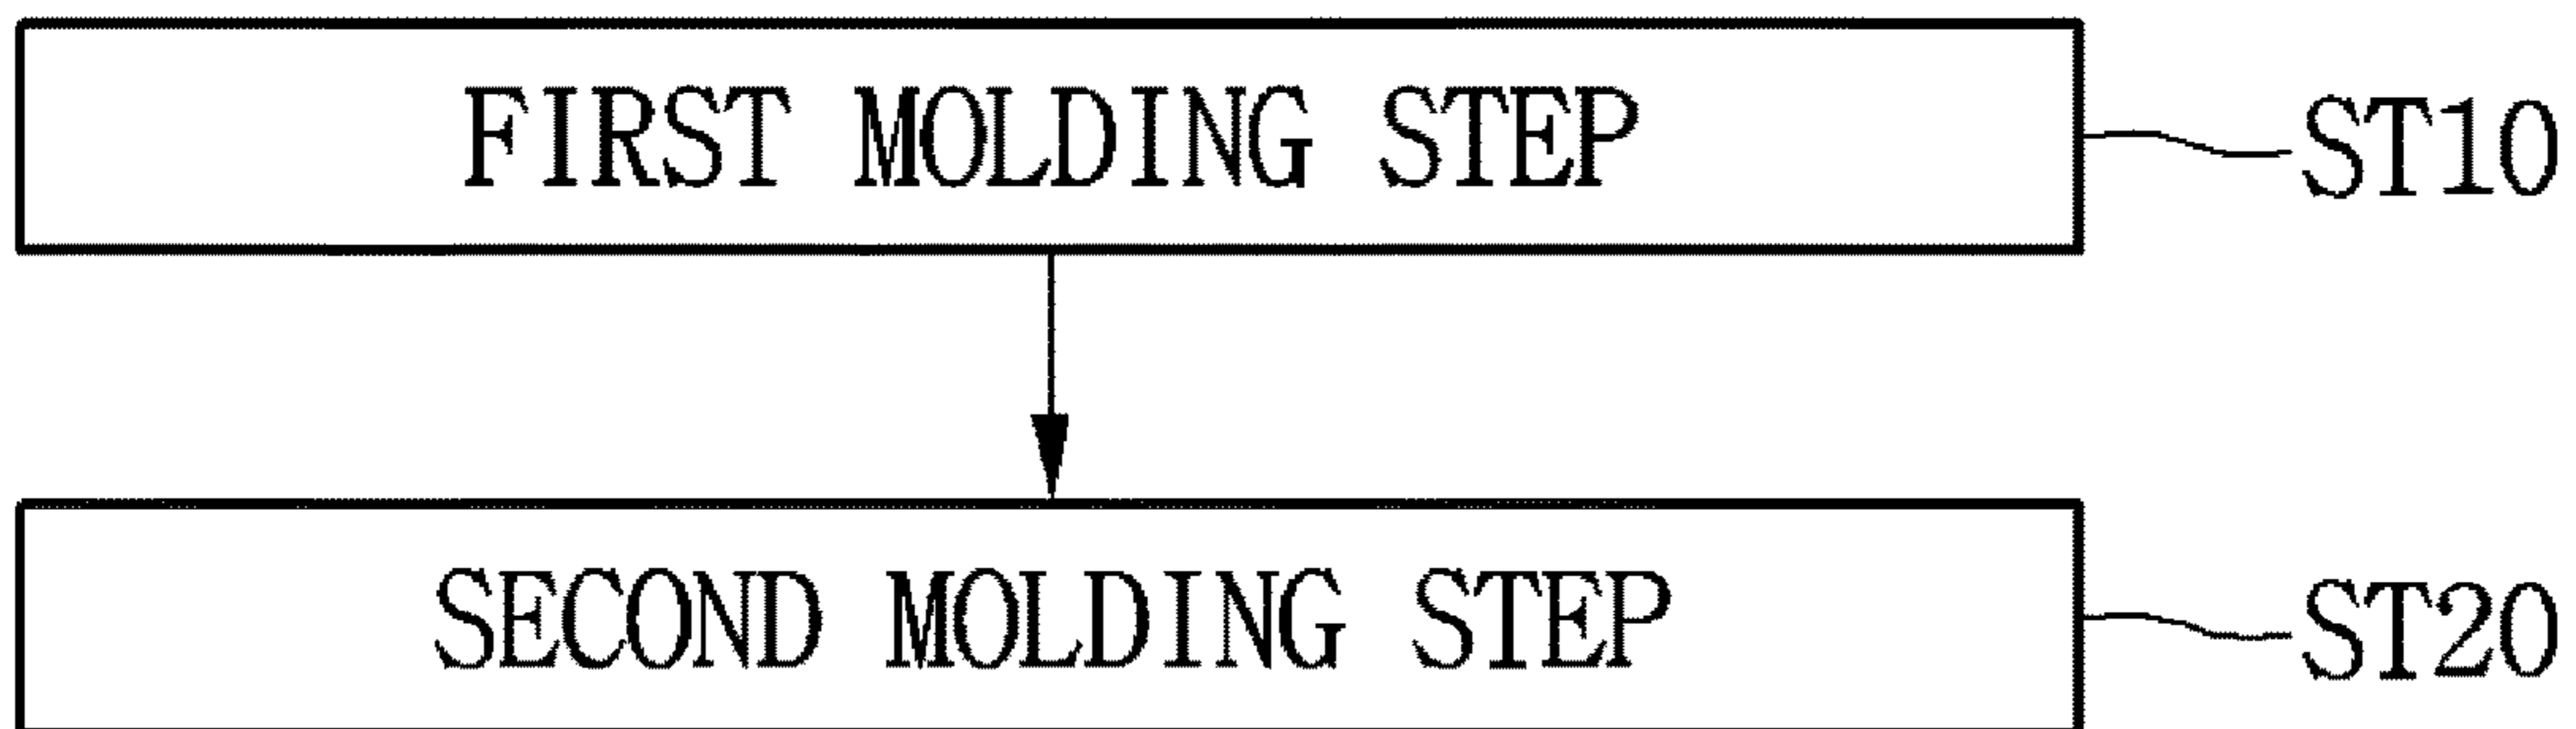 FIRST MOLDING STEP
ST10
SECOND MOLDING STEP
ST20